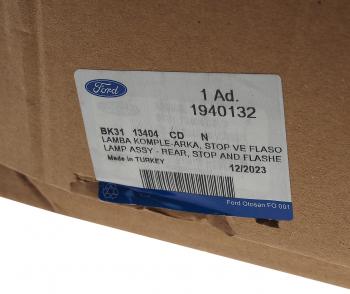 Ford
1 Ad.
1940132
BK31 13404 CD N
LAMBA KOMPLE-ARKA, STOP VE FLASO
LAMP ASSY - REAR, STOP AND FLASHE
Made in TURKEY
12/2023
Ford Otosan FO 001